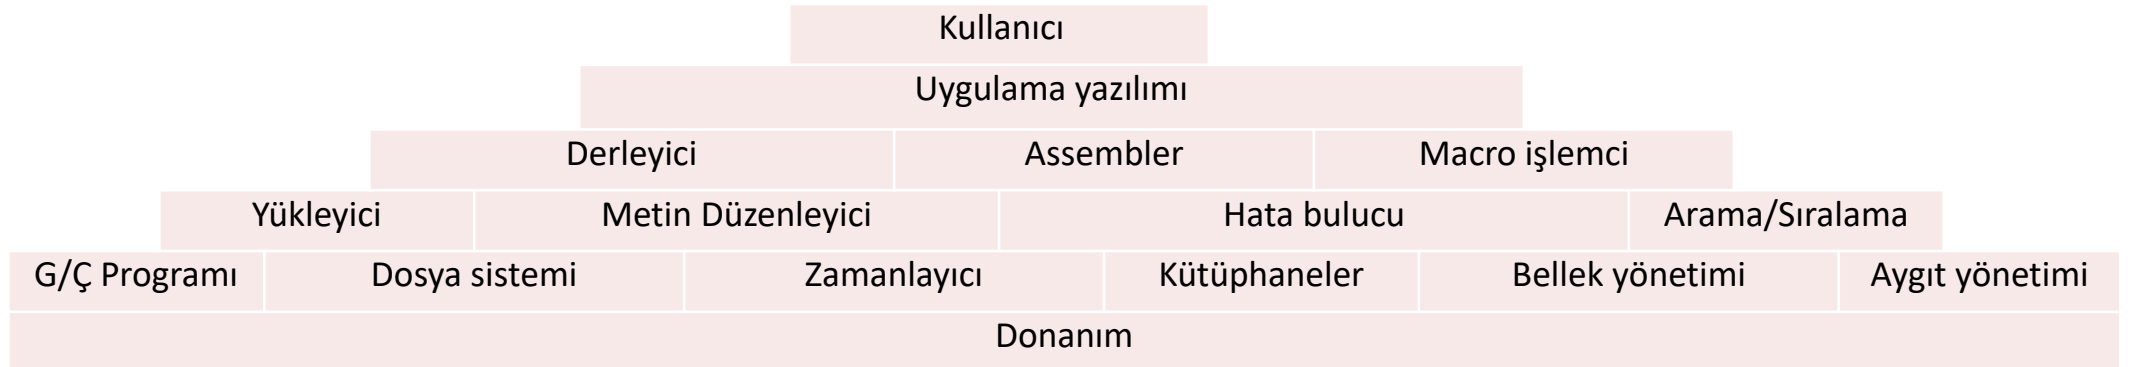 Kullanıcı
Uygulama yazılımı
Derleyici Assembler Macro işlemci
Yükleyici Metin Düzenleyici Hata bulucu Arama/Sıralama
G/Ç Programı Dosya sistemi Zamanlayıcı Kütüphaneler Bellek yönetimi Aygıt yönetimi
Donanım